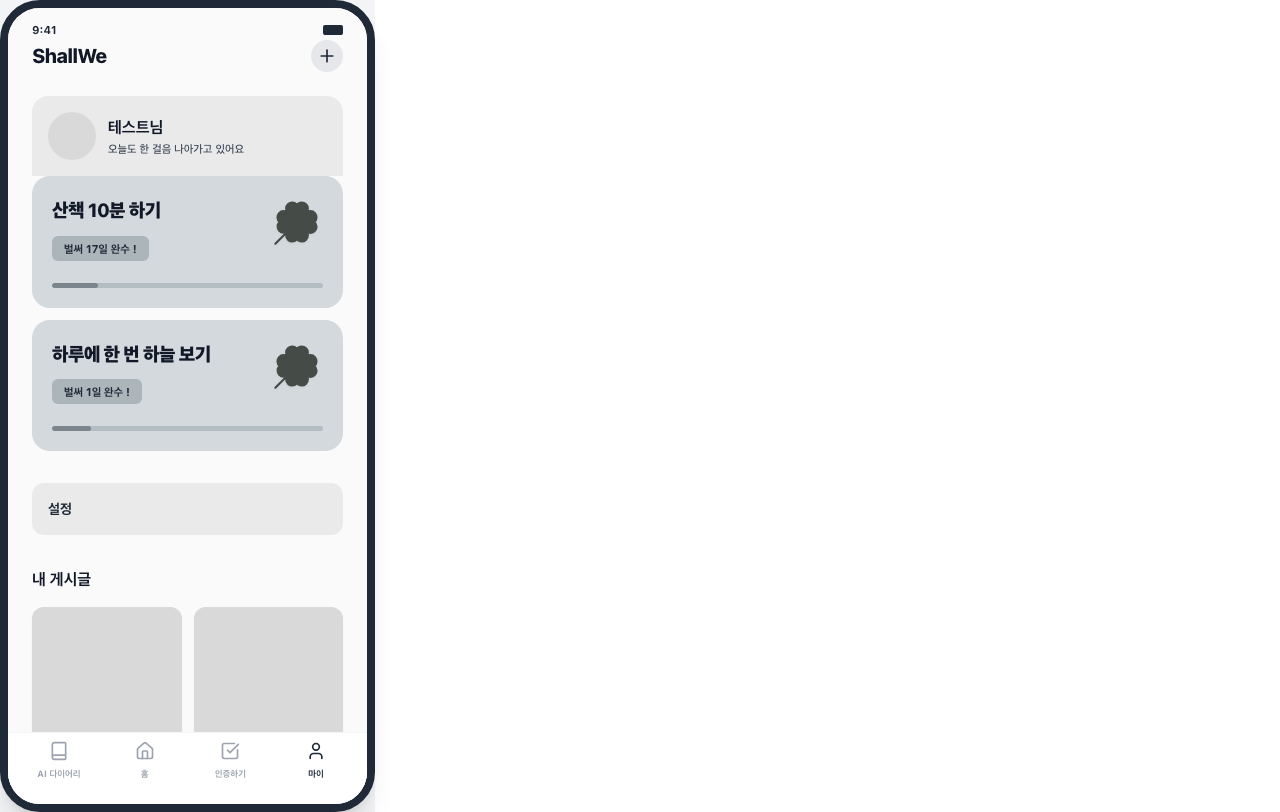 9:41
ShallWe
테스트님
오늘도 한 걸음 나아가고 있어요
산책 10분 하기
벌써 17일 완수 !
하루에 한 번 하늘 보기
벌써 1일 완수 !
설정
내 게시글
AI 다이어리
홈
인증하기
마이